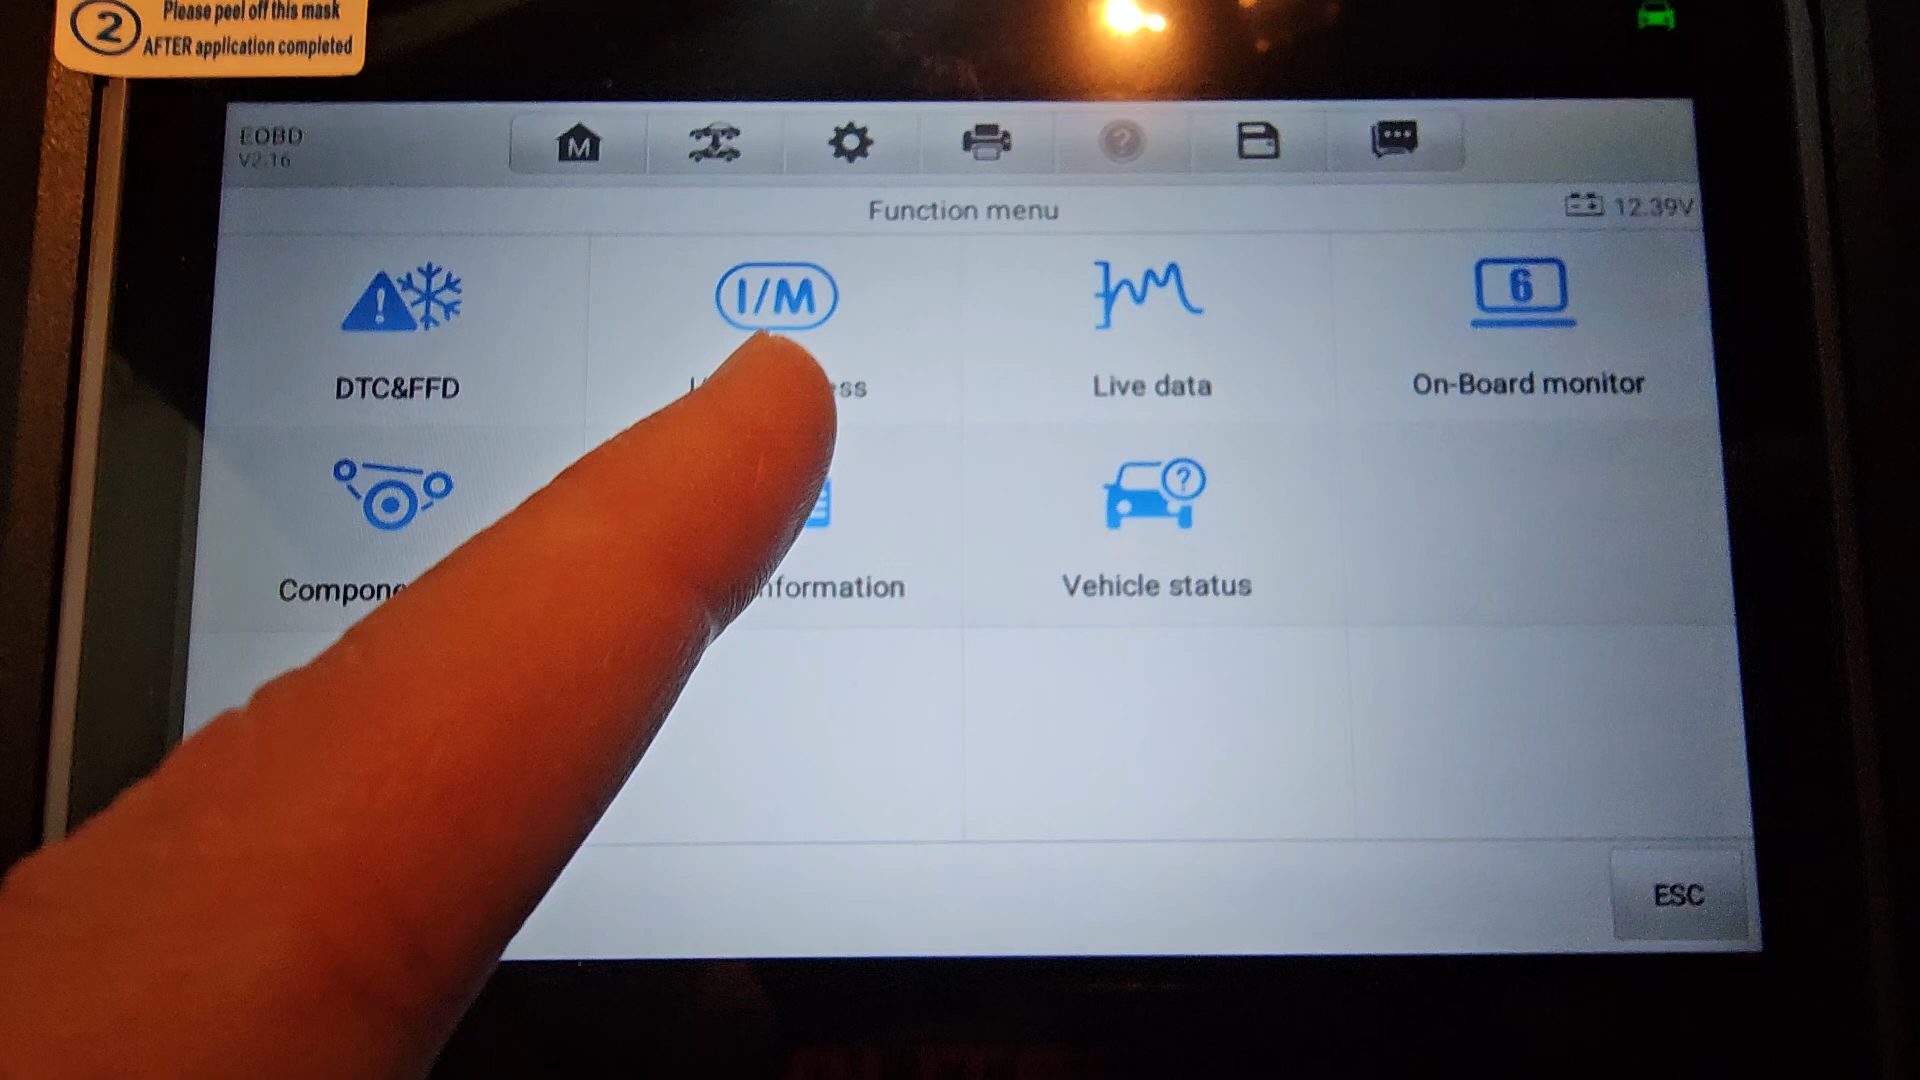 2
Please peel off this mask
AFTER application completed
EOBD
V2.16
M
?
Function menu
12.39V
I/M
6
DTC&FFD
Live data
On-Board monitor
?
Vehicle status
ESC